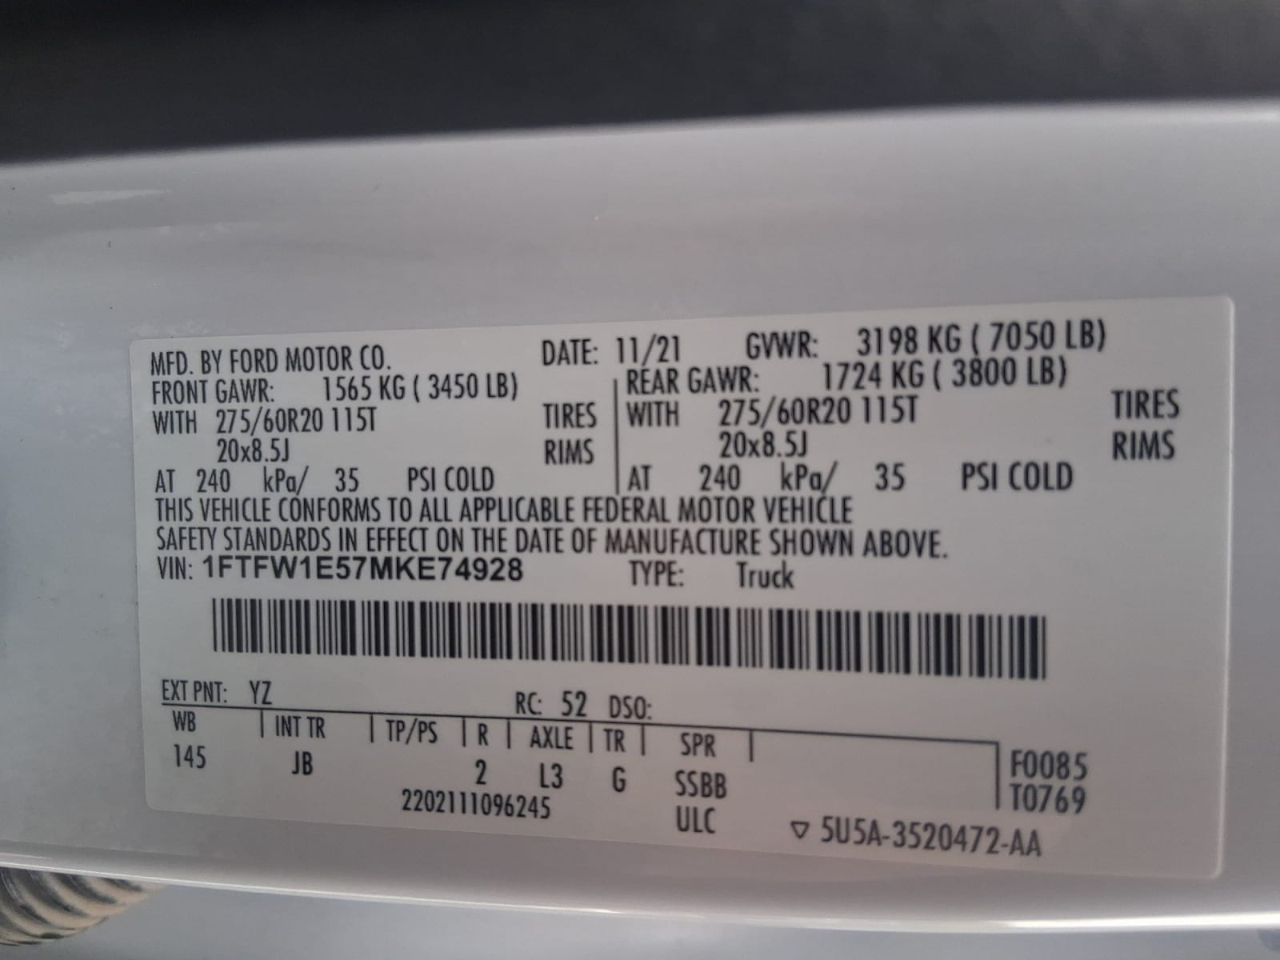 MFD. BY FORD MOTOR CO. DATE: 11/21 GVWR: 3198 KG ( 7050 LB)
FRONT GAWR: 1565 KG ( 3450 LB) REAR GAWR: 1724 KG ( 3800 LB)
WITH 275/60R20 115T TIRES WITH 275/60R20 115T TIRES
20x8.5J RIMS 20x8.5J RIMS
AT 240 kPa/ 35 PSI COLD AT 240 kPa/ 35 PSI COLD
THIS VEHICLE CONFORMS TO ALL APPLICABLE FEDERAL MOTOR VEHICLE
SAFETY STANDARDS IN EFFECT ON THE DATE OF MANUFACTURE SHOWN ABOVE.
VIN: 1FTFW1E57MKE74928 TYPE: Truck
EXT PNT: YZ RC: 52 DSO:
WB INT TR TP/PS R AXLE TR SPR F0085
145 JB 2 L3 G SSBB T0769
2202111096245 ULC ▽ 5U5A-3520472-AA